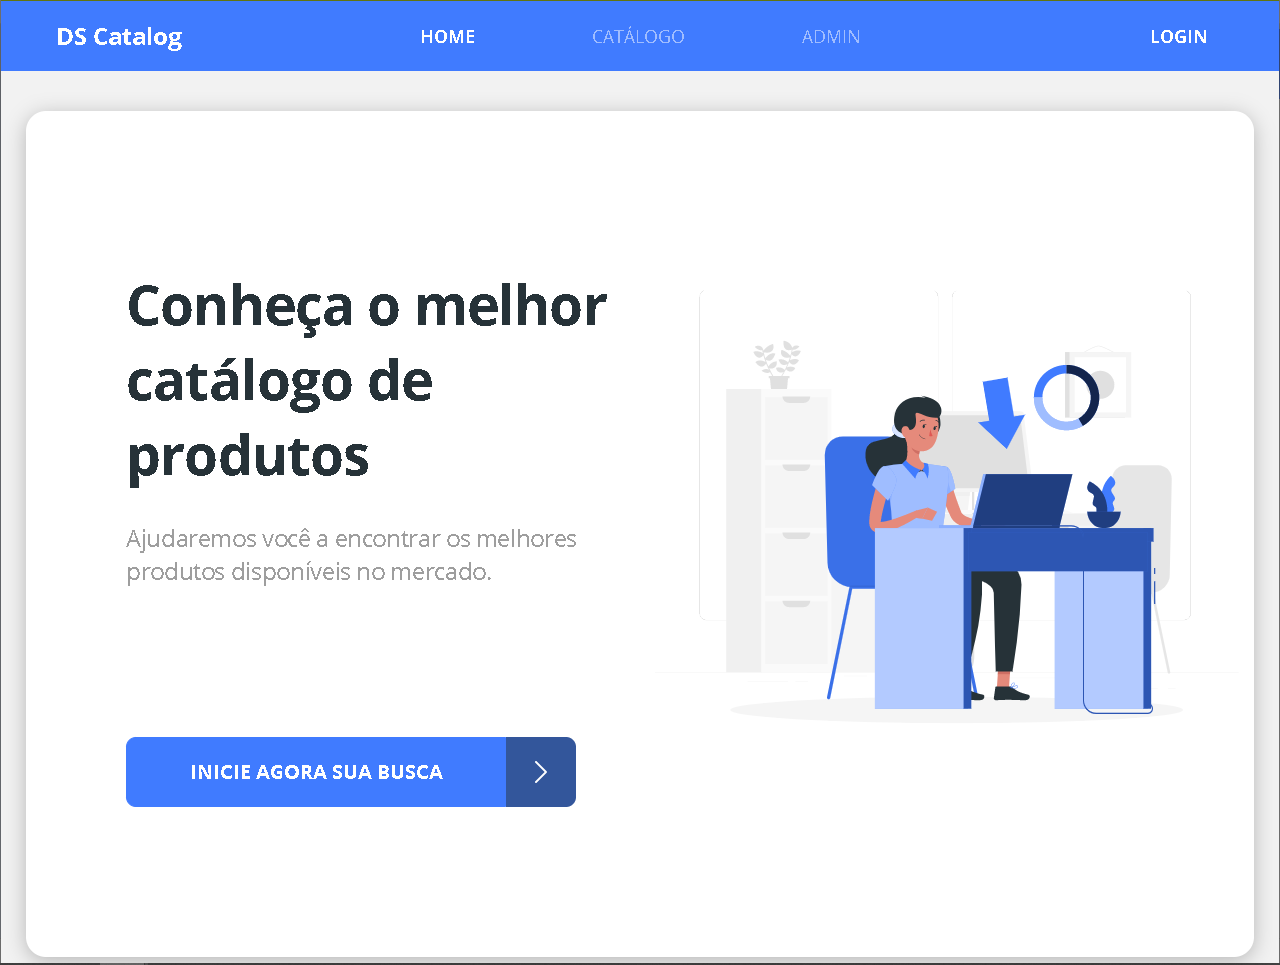 DS Catalog
HOME
CATÁLOGO
ADMIN
LOGIN
Conheça o melhor
catálogo de
produtos
Ajudaremos você a encontrar os melhores
produtos disponíveis no mercado.
INICIE AGORA SUA BUSCA